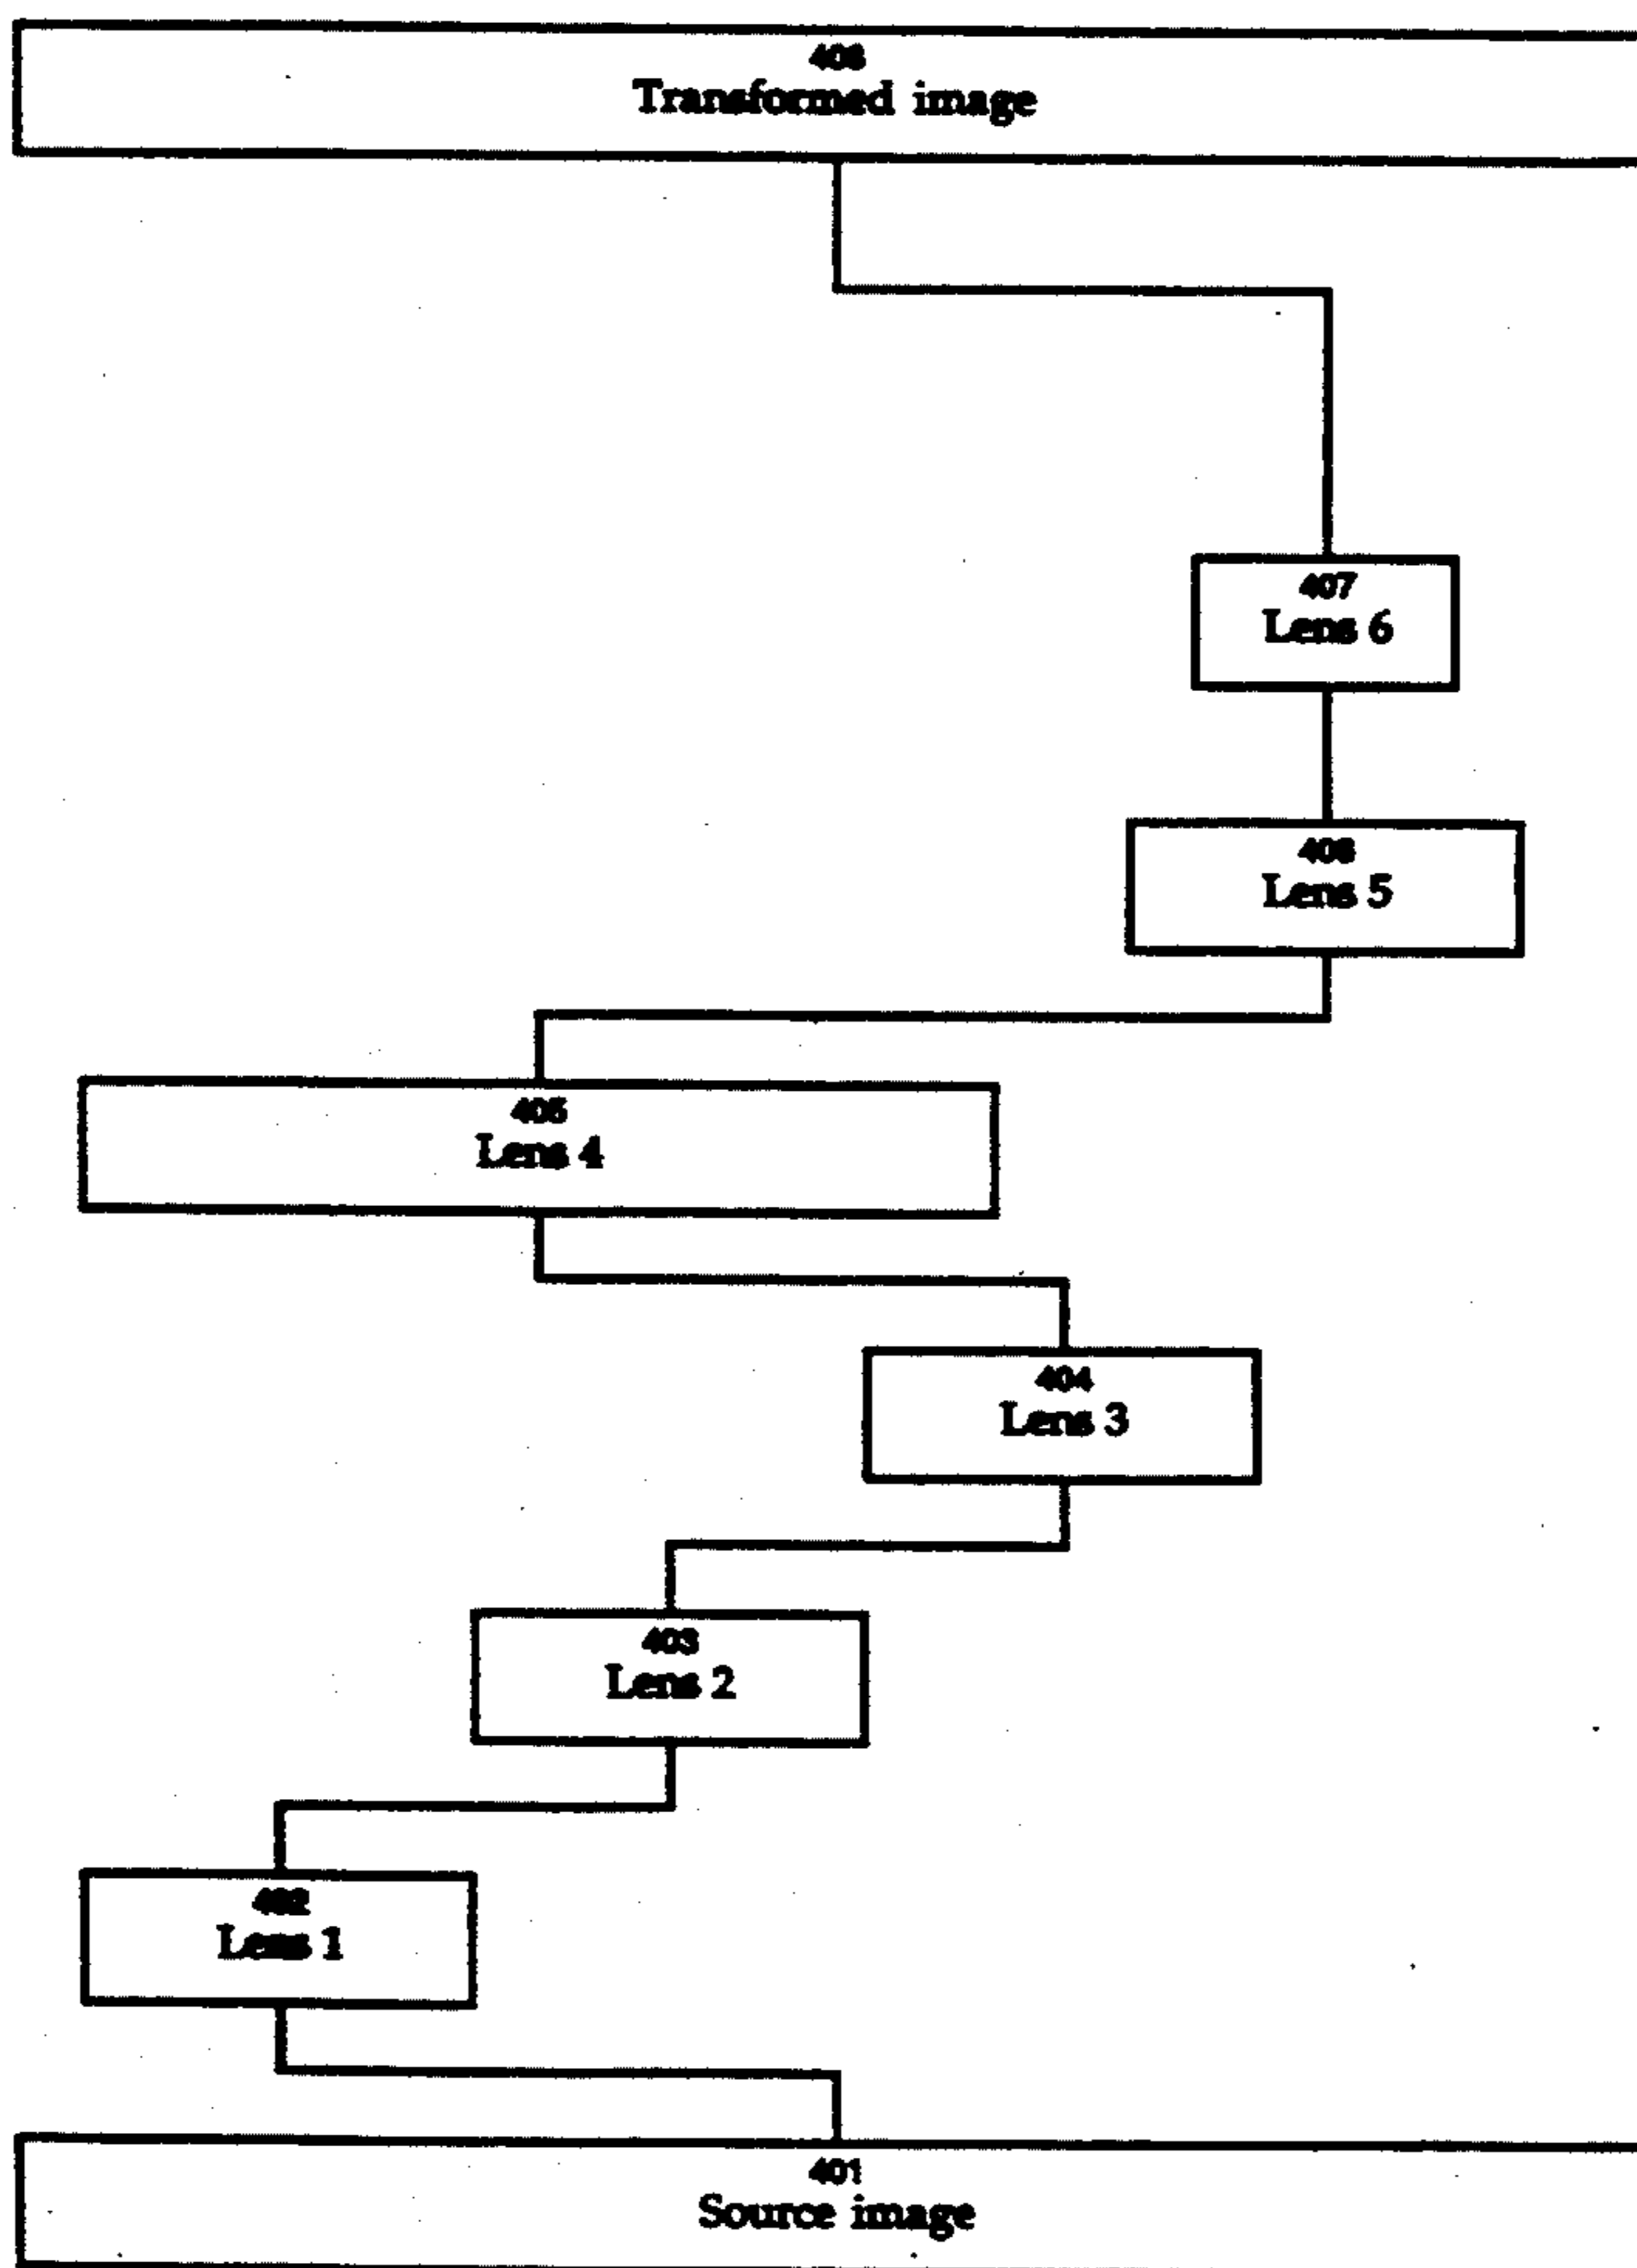 408
Transformed image
407
Lens 6
406
Lens 5
405
Lens 4
404
Lens 3
403
Lens 2
402
Lens 1
401
Source image